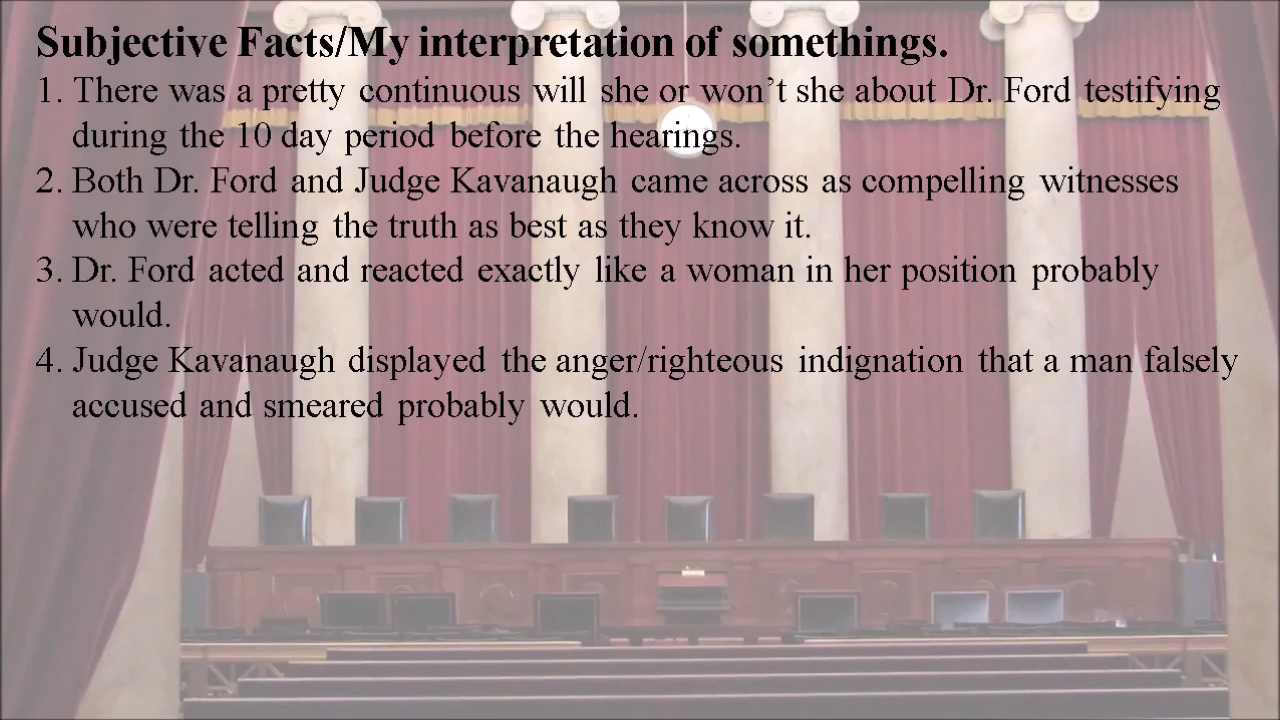 Subjective Facts/My interpretation of somethings.
1. There was a pretty continuous will she or won’t she about Dr. Ford testifying
during the 10 day period before the hearings.
2. Both Dr. Ford and Judge Kavanaugh came across as compelling witnesses
who were telling the truth as best as they know it.
3. Dr. Ford acted and reacted exactly like a woman in her position probably
would.
4. Judge Kavanaugh displayed the anger/righteous indignation that a man falsely
accused and smeared probably would.